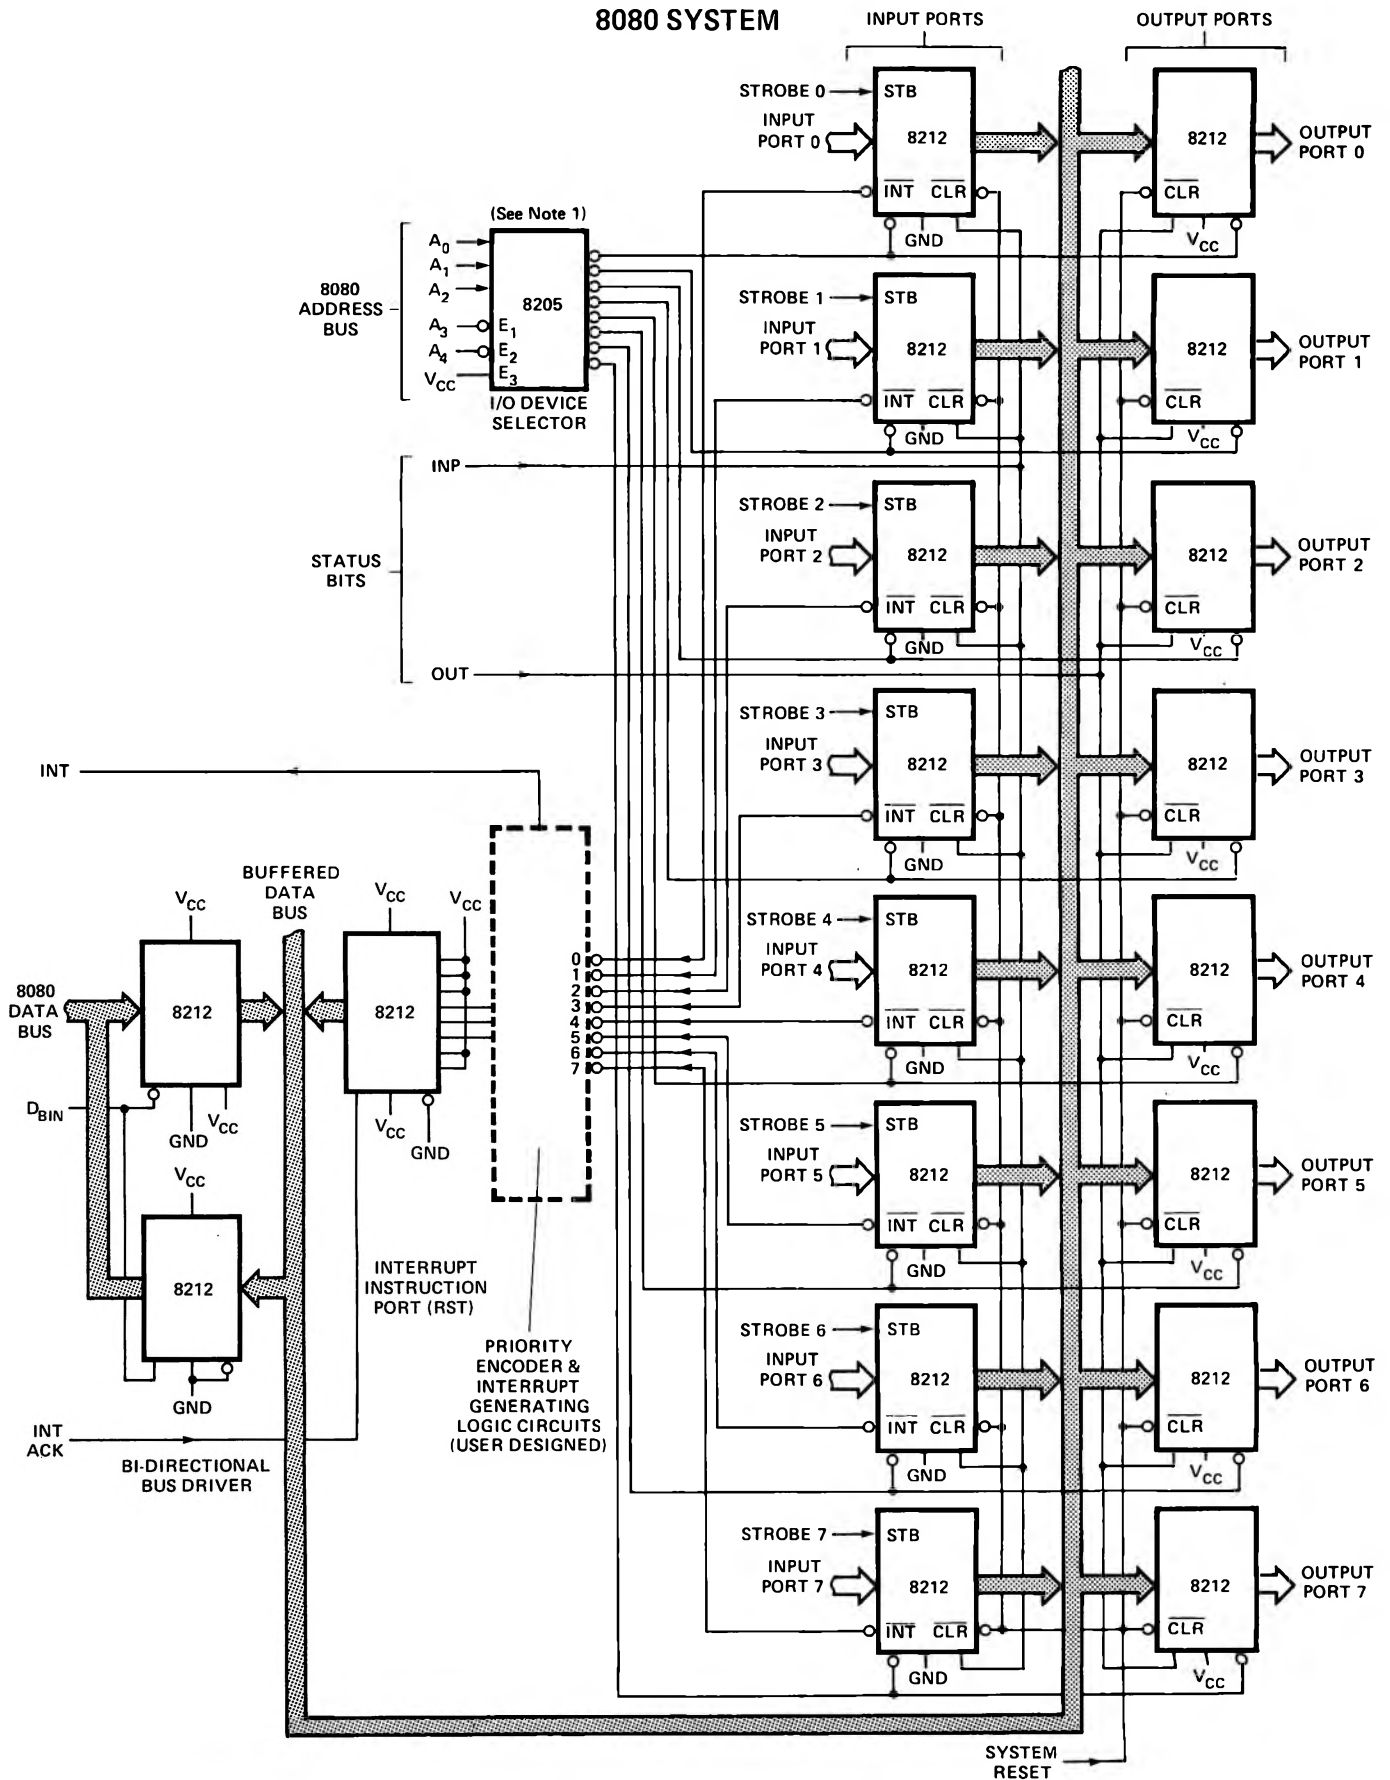 8080 SYSTEM
INPUT PORTS
OUTPUT PORTS
STROBE 0
STB
INPUT
PORT 0
8212
8212
OUTPUT
PORT 0
INT CLR
CLR
GND
VCC
(See Note 1)
8080
ADDRESS
BUS
A0
A1
A2
A3
A4
VCC
8205
E1
E2
E3
I/O DEVICE
SELECTOR
STROBE 1
STB
INPUT
PORT 1
8212
8212
OUTPUT
PORT 1
INT CLR
CLR
GND
VCC
STATUS
BITS
INP
OUT
STROBE 2
STB
INPUT
PORT 2
8212
8212
OUTPUT
PORT 2
INT CLR
CLR
GND
VCC
STROBE 3
STB
INPUT
PORT 3
8212
8212
OUTPUT
PORT 3
INT CLR
CLR
GND
VCC
INT
BUFFERED
DATA
BUS
VCC
VCC
VCC
8080
DATA
BUS
8212
8212
0
1
2
3
4
5
6
7
DBIN
GND
VCC
VCC
GND
STROBE 4
STB
INPUT
PORT 4
8212
8212
OUTPUT
PORT 4
INT CLR
CLR
GND
VCC
STROBE 5
STB
INPUT
PORT 5
8212
8212
OUTPUT
PORT 5
INT CLR
CLR
GND
VCC
VCC
8212
GND
INTERRUPT
INSTRUCTION
PORT (RST)
PRIORITY
ENCODER &
INTERRUPT
GENERATING
LOGIC CIRCUITS
(USER DESIGNED)
INT
ACK
BI-DIRECTIONAL
BUS DRIVER
STROBE 6
STB
INPUT
PORT 6
8212
8212
OUTPUT
PORT 6
INT CLR
CLR
GND
VCC
STROBE 7
STB
INPUT
PORT 7
8212
8212
OUTPUT
PORT 7
INT CLR
CLR
GND
VCC
SYSTEM
RESET